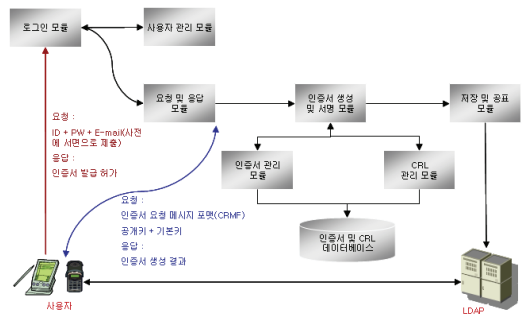 로그인 모듈
사용자 관리 모듈
요청 및 응답
모듈
인증서 생성
및 서명 모듈
저장 및 공표
모듈
요청 :
ID + PW + E-mail(사전
에 서면으로 제출)
응답 :
인증서 발급 허가
인증서 관리
모듈
CRL
관리 모듈
요청 :
인증서 요청 메시지 포맷(CRMF)
공개키 + 기본키
응답 :
인증서 생성 결과
인증서 및 CRL
데이터베이스
사용자
LDAP